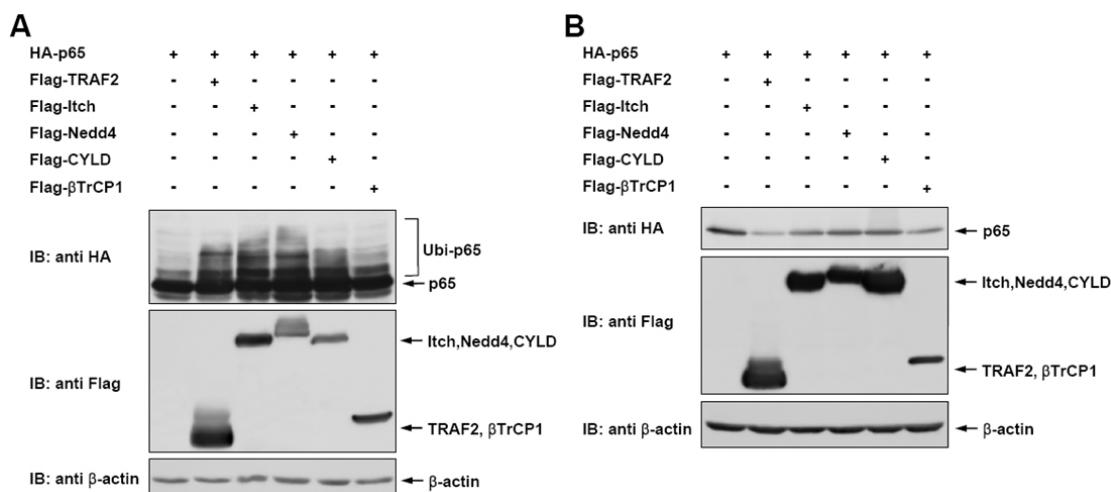 A
HA-p65 + + + + + +
Flag-TRAF2 - + - - - -
Flag-Itch - - + - - -
Flag-Nedd4 - - - + - -
Flag-CYLD - - - - + -
Flag-βTrCP1 - - - - - +
IB: anti HA
Ubi-p65
p65
IB: anti Flag
Itch,Nedd4,CYLD
TRAF2, βTrCP1
IB: anti β-actin
β-actin
B
HA-p65 + + + + + +
Flag-TRAF2 - + - - - -
Flag-Itch - - + - - -
Flag-Nedd4 - - - + - -
Flag-CYLD - - - - + -
Flag-βTrCP1 - - - - - +
IB: anti HA
p65
IB: anti Flag
Itch,Nedd4,CYLD
TRAF2, βTrCP1
IB: anti β-actin
β-actin